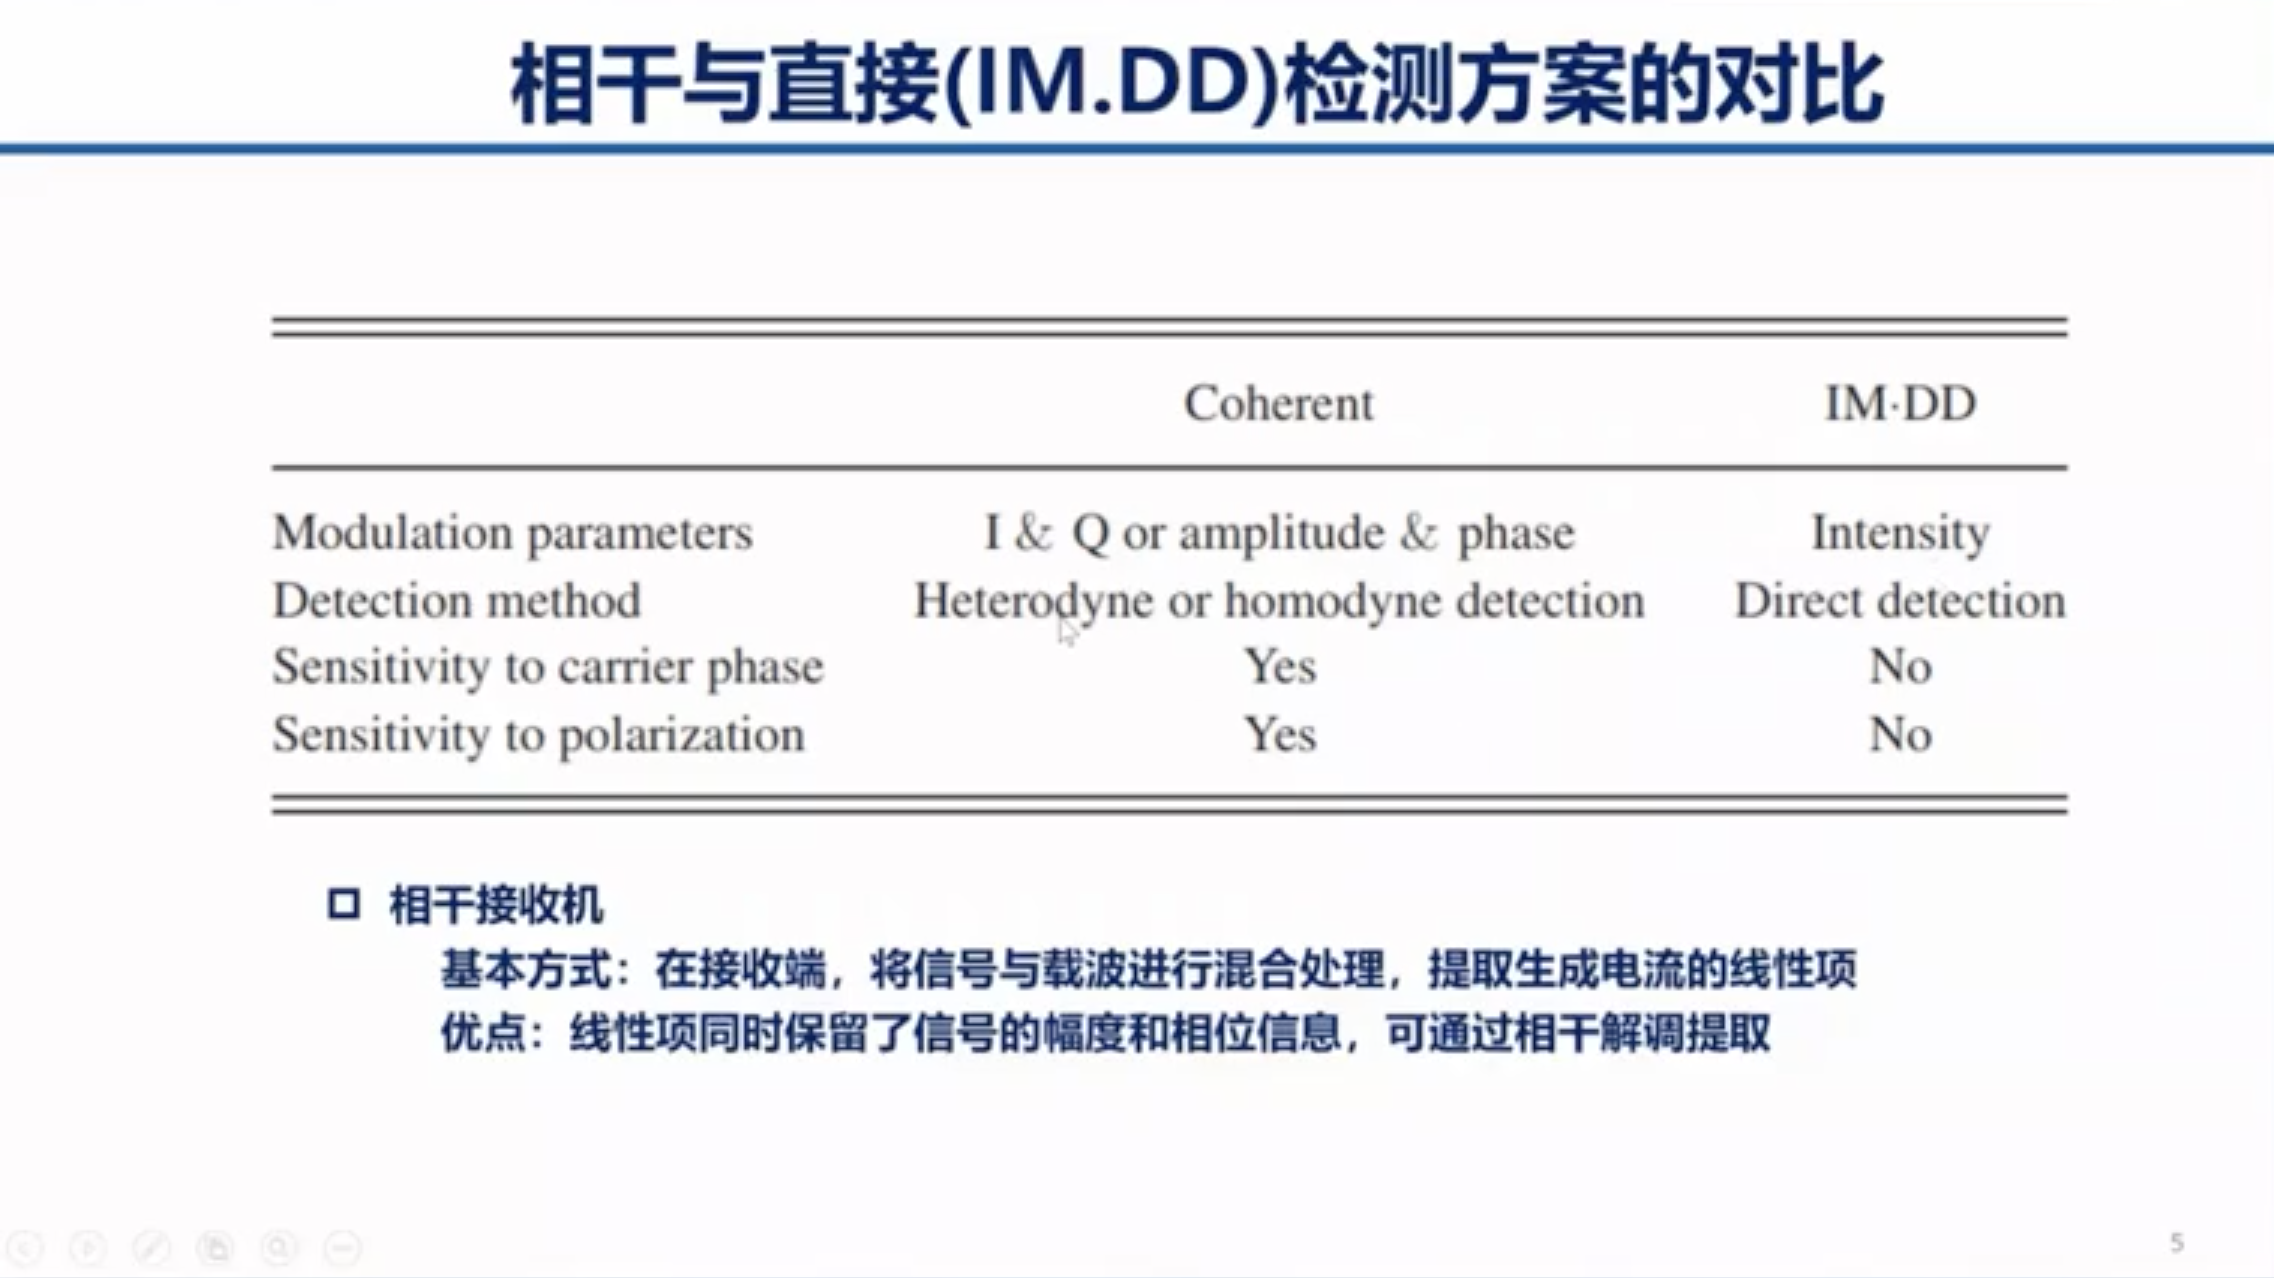 相干与直接(IM.DD)检测方案的对比
Coherent IM·DD
Modulation parameters I & Q or amplitude & phase Intensity
Detection method Heterodyne or homodyne detection Direct detection
Sensitivity to carrier phase Yes No
Sensitivity to polarization Yes No
相干接收机
基本方式：在接收端，将信号与载波进行混合处理，提取生成电流的线性项
优点：线性项同时保留了信号的幅度和相位信息，可通过相干解调提取
5